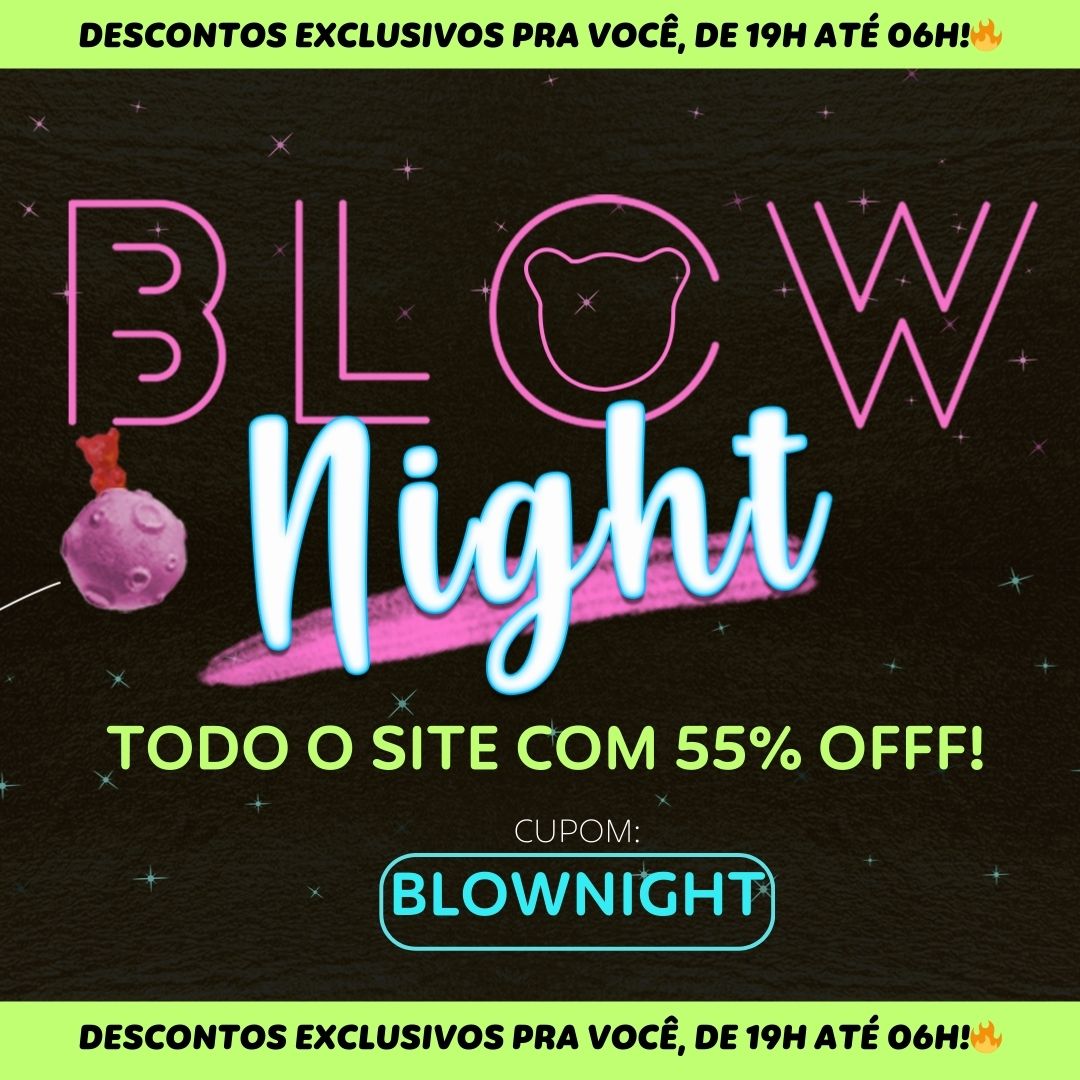 DESCONTOS EXCLUSIVOS PRA VOCÊ, DE 19H ATÉ 06H!🔥
BLOW
Night
TODO O SITE COM 55% OFFF!
CUPOM:
BLOWNIGHT
DESCONTOS EXCLUSIVOS PRA VOCÊ, DE 19H ATÉ 06H!🔥